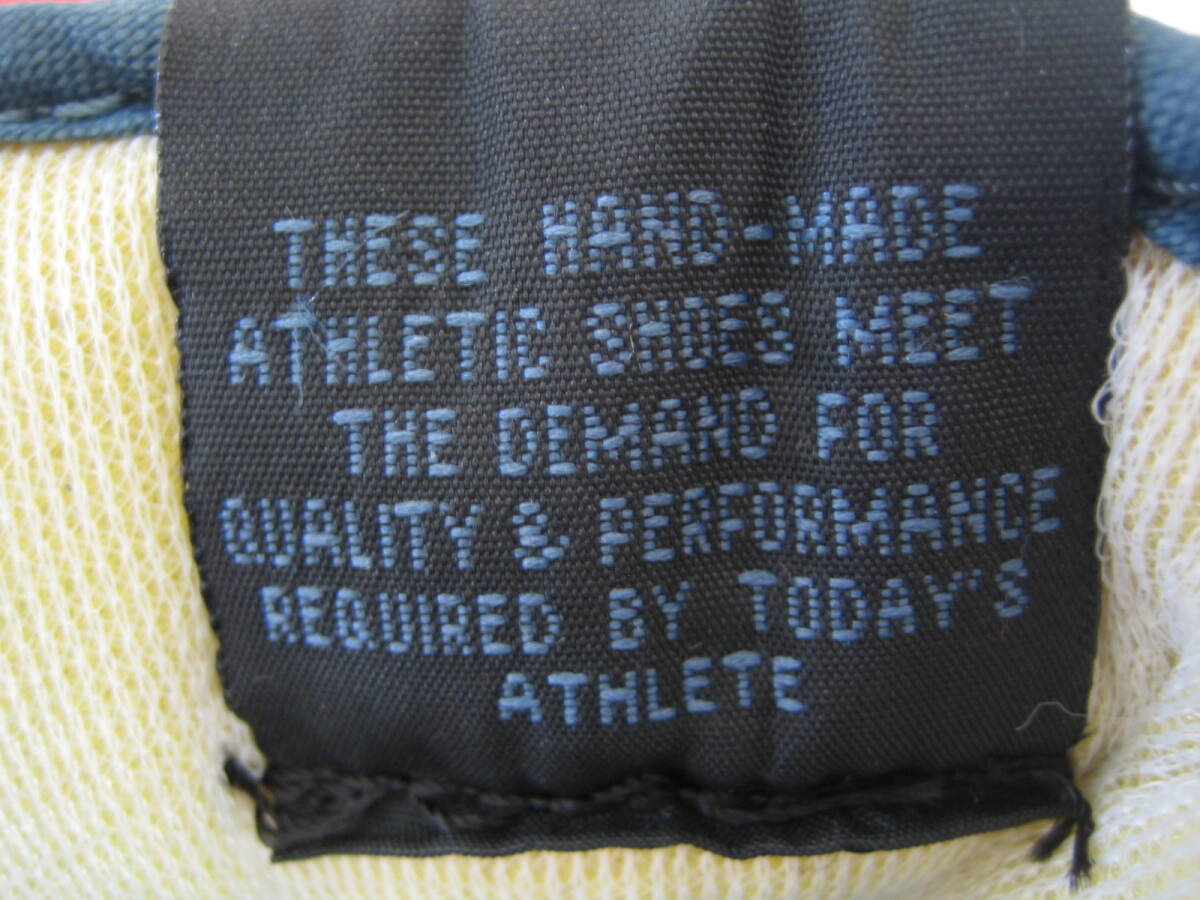 THESE HAND-MADE
ATHLETIC SHOES MEET
THE DEMAND FOR
QUALITY & PERFORMANCE
REQUIRED BY TODAY'S
ATHLETE